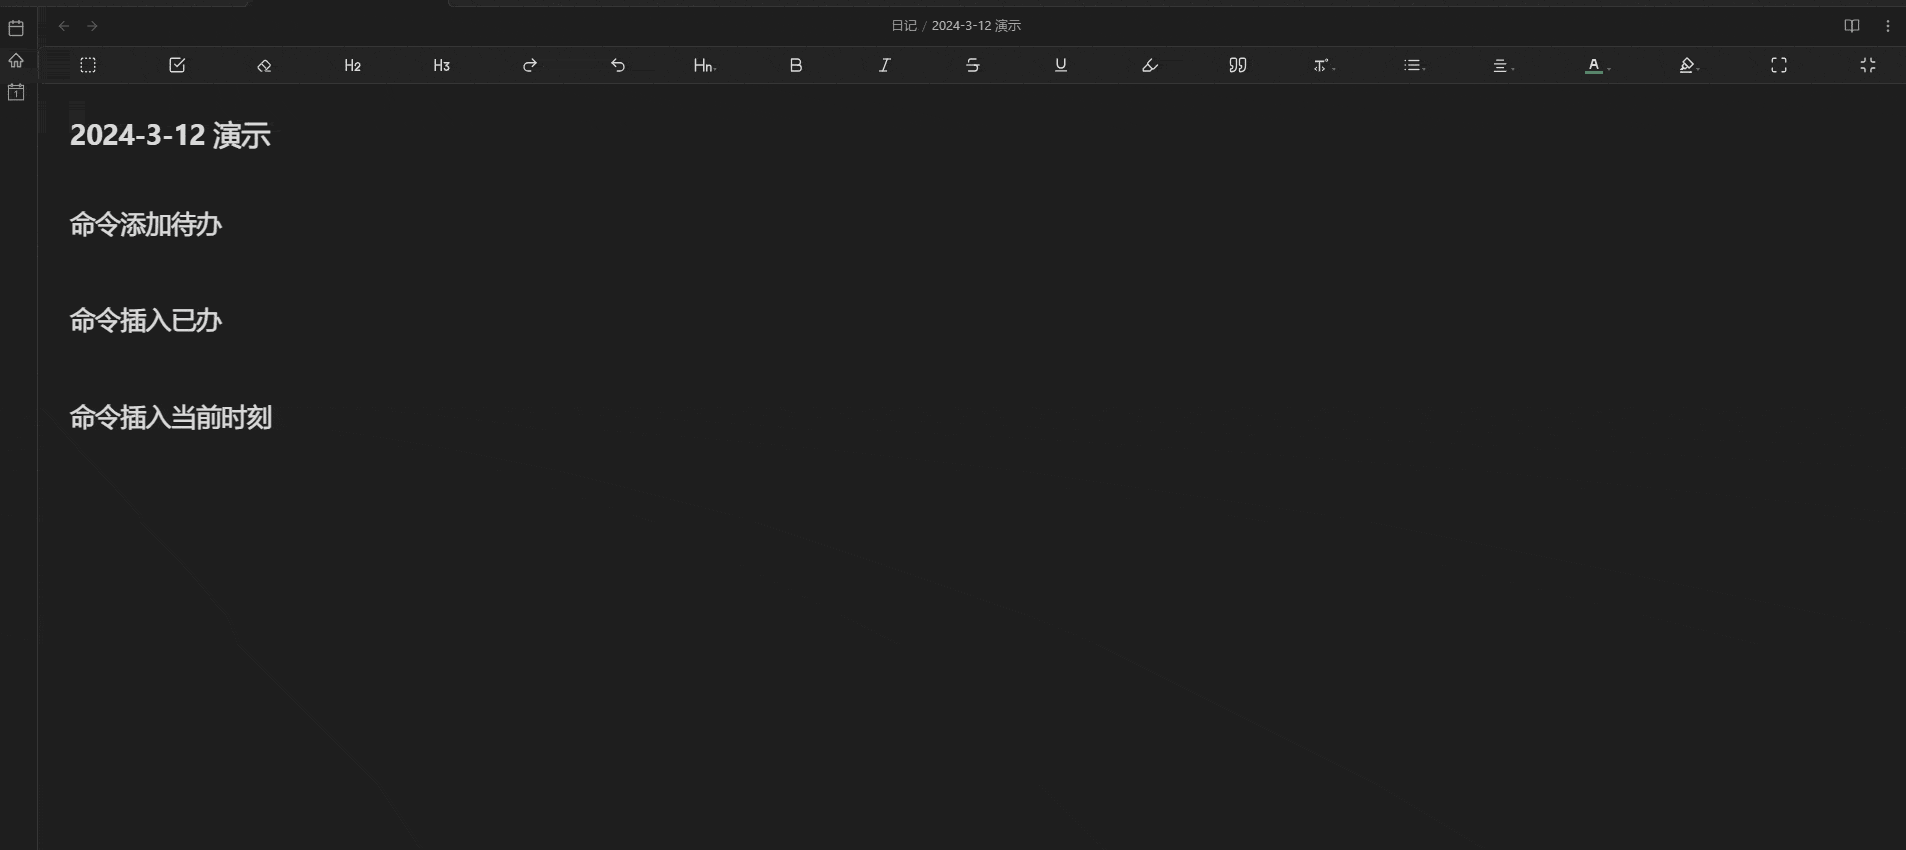 日记 / 2024-3-12 演示
H2 H3 Hn B I S U T A
2024-3-12 演示
命令添加待办
命令插入已办
命令插入当前时刻